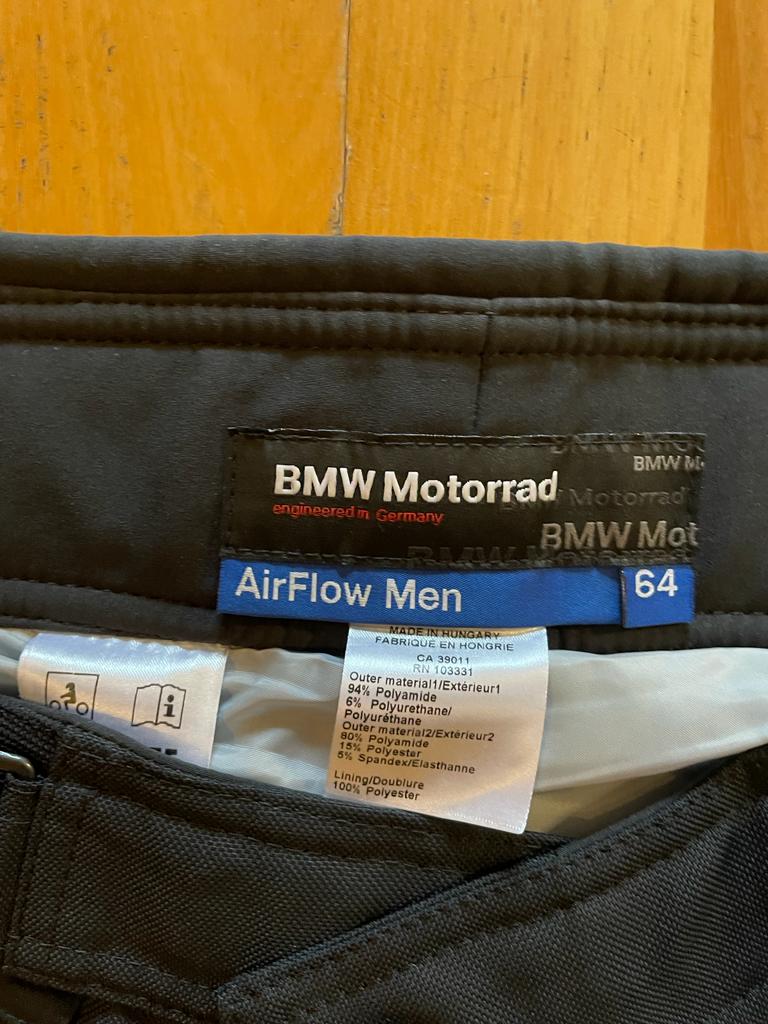 BMW Motorrad
engineered in Germany
BMW M
Motorrad
BMW Mot
AirFlow Men
64
MADE IN HUNGARY
FABRIQUÉ EN HONGRIE
CA 39011
RN 103331
Outer material1/Extérieur1
94% Polyamide
6% Polyurethane/
Polyuréthane
Outer material2/Extérieur2
80% Polyamide
15% Polyester
5% Spandex/Elasthanne
Lining/Doublure
100% Polyester
i